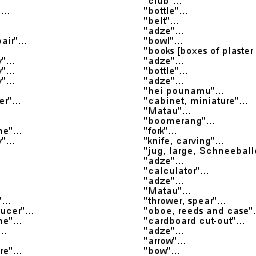 "club"...
... "bottle"...
"belt"...
"adze"...
pair"... "bowl"...
"books [boxes of plaster
"... "adze"...
"... "bottle"...
"... "adze"...
"hei pounamu"...
er"... "cabinet, miniature"...
"Matau"...
"boomerang"...
ne"... "fork"...
"... "knife, carving"...
"jug, large, Schneeball
"adze"...
"calculator"...
"adze"...
"Matau"...
"... "thrower, spear"...
ucer"... "oboe, reeds and case".
ne"... "cardboard cut-out"...
... "adze"...
"arrow"...
re"... "bow"...